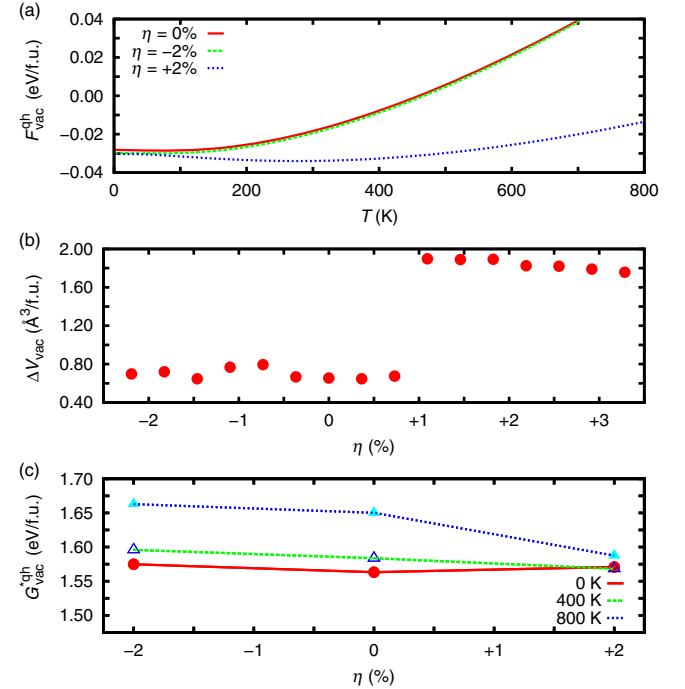 (a)
F^qh_vac (eV/f.u.)
0.04
0.02
0.00
−0.02
−0.04
η = 0%
η = −2%
η = +2%
0 200 400 600 800
T (K)
(b)
ΔV_vac (Å^3/f.u.)
2.00
1.60
1.20
0.80
0.40
−2 −1 0 +1 +2 +3
η (%)
(c)
G^*qh_vac (eV/f.u.)
1.70
1.65
1.60
1.55
1.50
0 K
400 K
800 K
−2 −1 0 +1 +2
η (%)